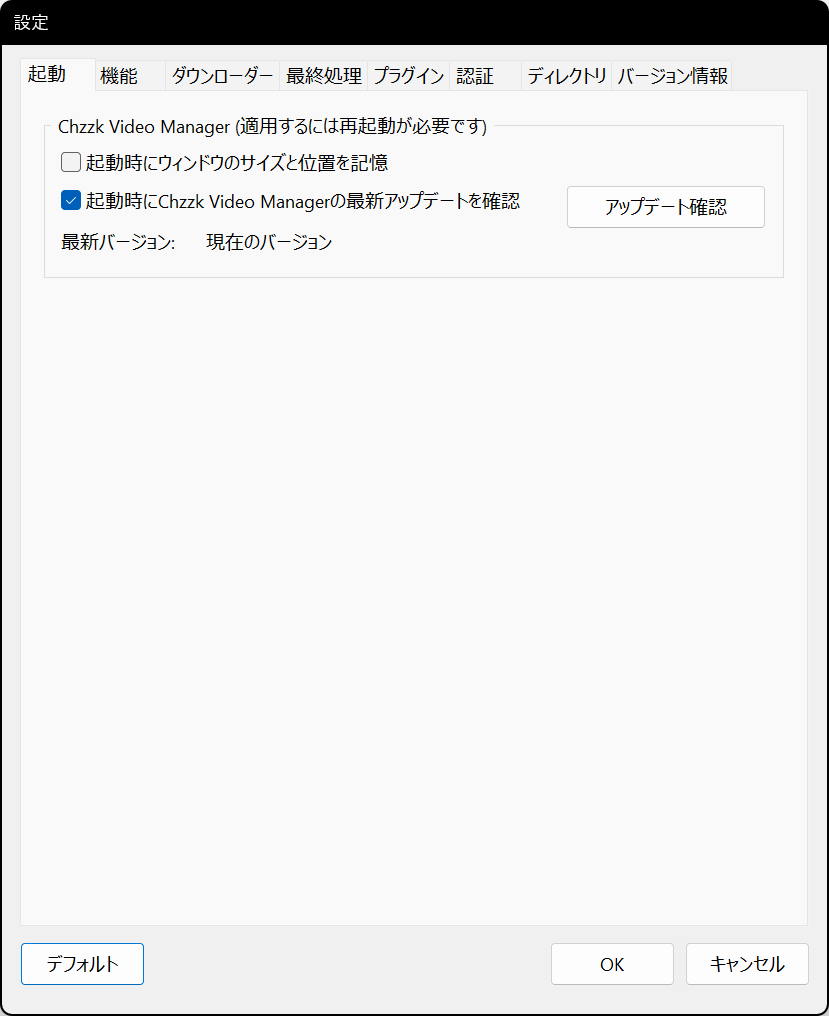 設定
起動 機能 ダウンローダー 最終処理 プラグイン 認証 ディレクトリ バージョン情報
Chzzk Video Manager (適用するには再起動が必要です)
起動時にウィンドウのサイズと位置を記憶
起動時にChzzk Video Managerの最新アップデートを確認 アップデート確認
最新バージョン: 現在のバージョン
デフォルト OK キャンセル